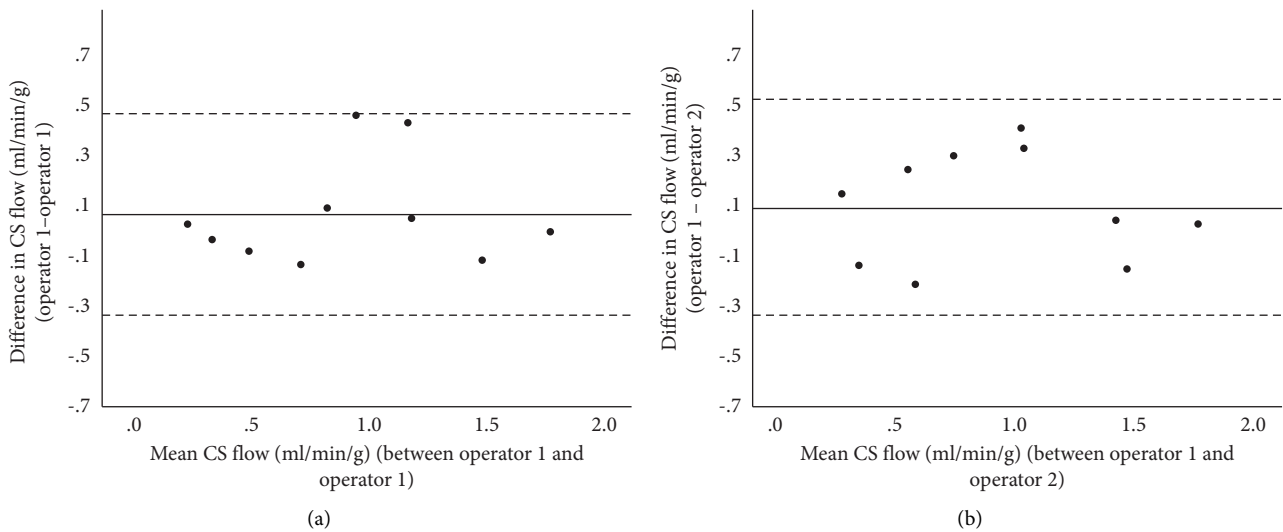 Difference in CS flow (ml/min/g)
(operator 1–operator 1)
.7
.5
.3
.1
-.1
-.3
-.5
-.7
.0
.5
1.0
1.5
2.0
Mean CS flow (ml/min/g) (between operator 1 and
operator 1)
(a)
Difference in CS flow (ml/min/g)
(operator 1 – operator 2)
.7
.5
.3
.1
-.1
-.3
-.5
-.7
.0
.5
1.0
1.5
2.0
Mean CS flow (ml/min/g) (between operator 1 and
operator 2)
(b)